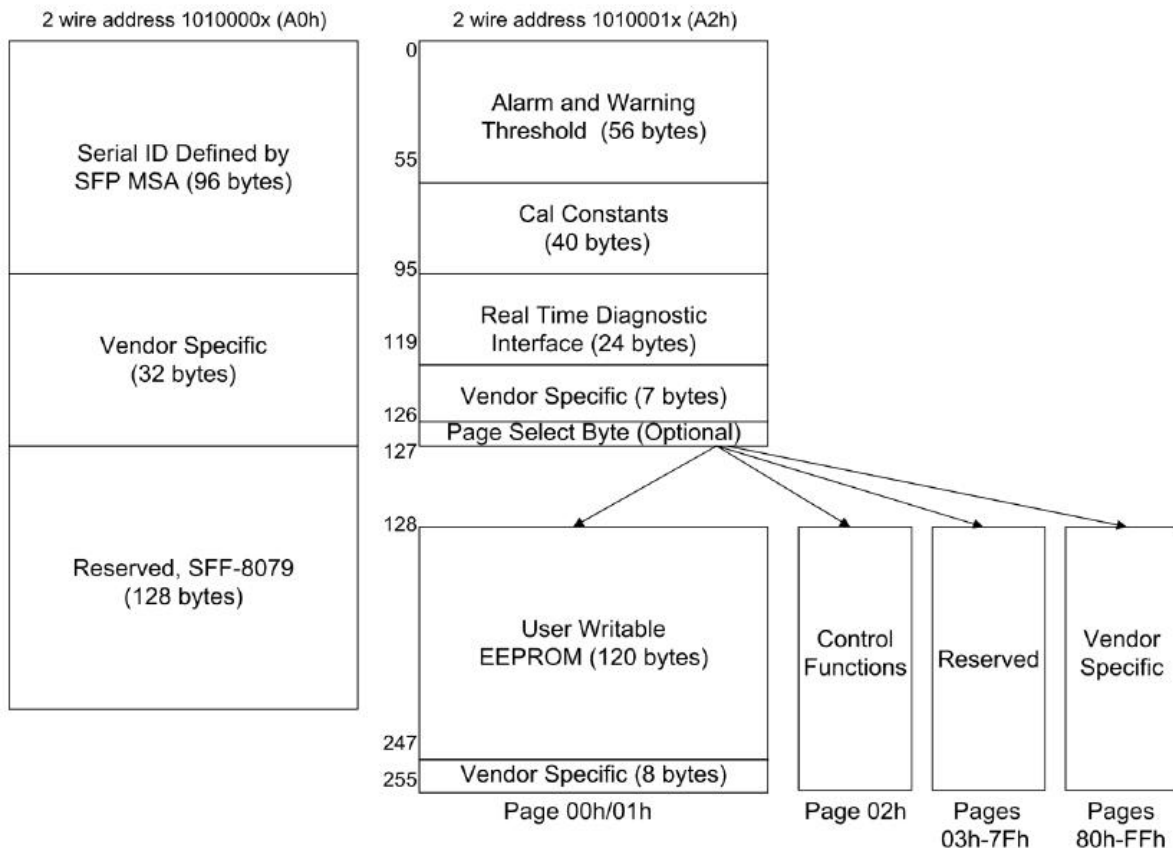 2 wire address 1010000x (A0h)
Serial ID Defined by
SFP MSA (96 bytes)
Vendor Specific
(32 bytes)
Reserved, SFF-8079
(128 bytes)
2 wire address 1010001x (A2h)
0
Alarm and Warning
Threshold (56 bytes)
55
Cal Constants
(40 bytes)
95
Real Time Diagnostic
Interface (24 bytes)
119
Vendor Specific (7 bytes)
126
Page Select Byte (Optional)
127
128
User Writable
EEPROM (120 bytes)
247
Vendor Specific (8 bytes)
255
Page 00h/01h
Control
Functions
Page 02h
Reserved
Pages
03h-7Fh
Vendor
Specific
Pages
80h-FFh